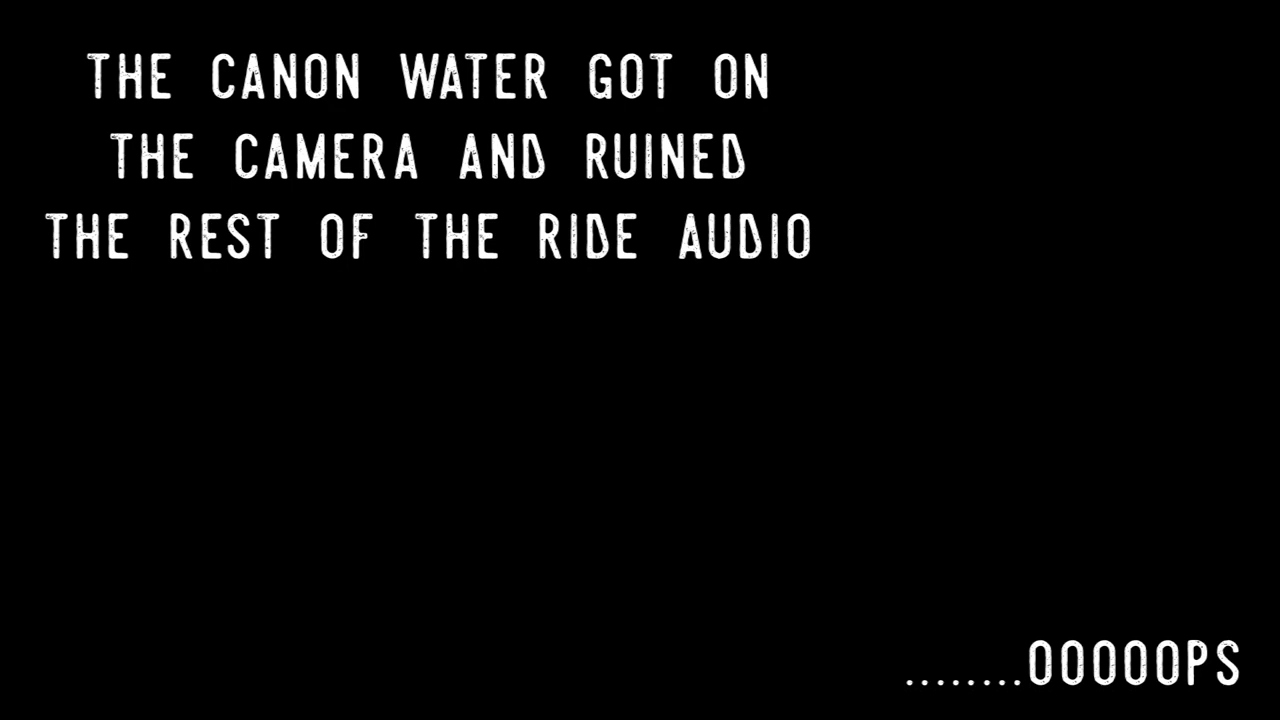 THE CANON WATER GOT ON
THE CAMERA AND RUINED
THE REST OF THE RIDE AUDIO
........OOOOOPS